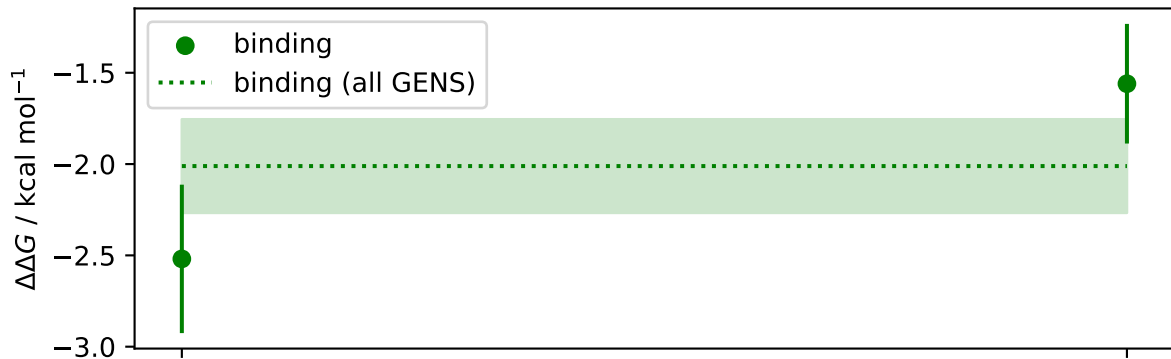 binding
binding (all GENS)
−1.5
−2.0
−2.5
−3.0
ΔΔG / kcal mol⁻¹